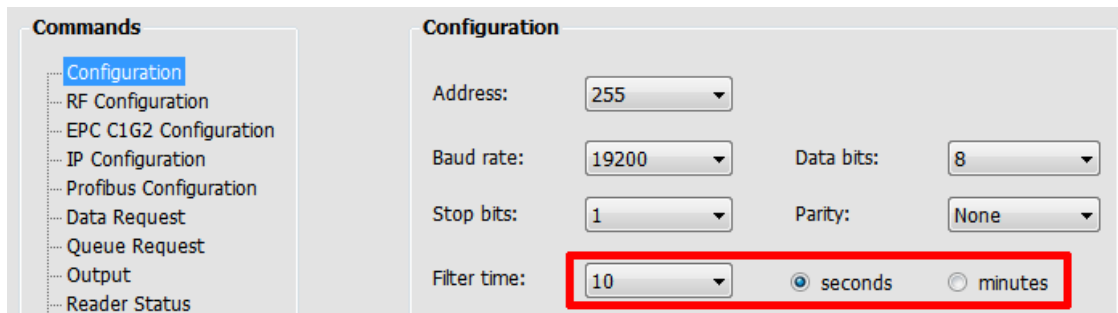 Commands
Configuration
RF Configuration
EPC C1G2 Configuration
IP Configuration
Profibus Configuration
Data Request
Queue Request
Output
Reader Status
Configuration
Address: 255
Baud rate: 19200 Data bits: 8
Stop bits: 1 Parity: None
Filter time: 10 seconds minutes